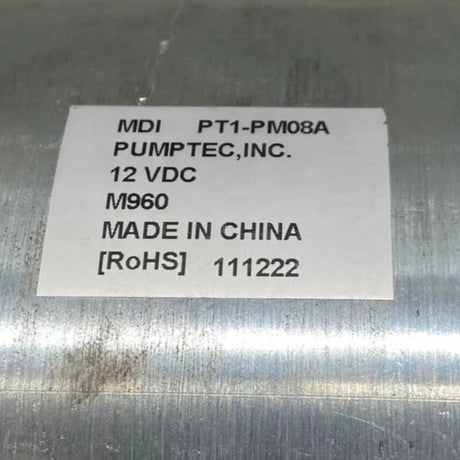 MDI PT1-PM08A
PUMPTEC,INC.
12 VDC
M960
MADE IN CHINA
[RoHS] 111222